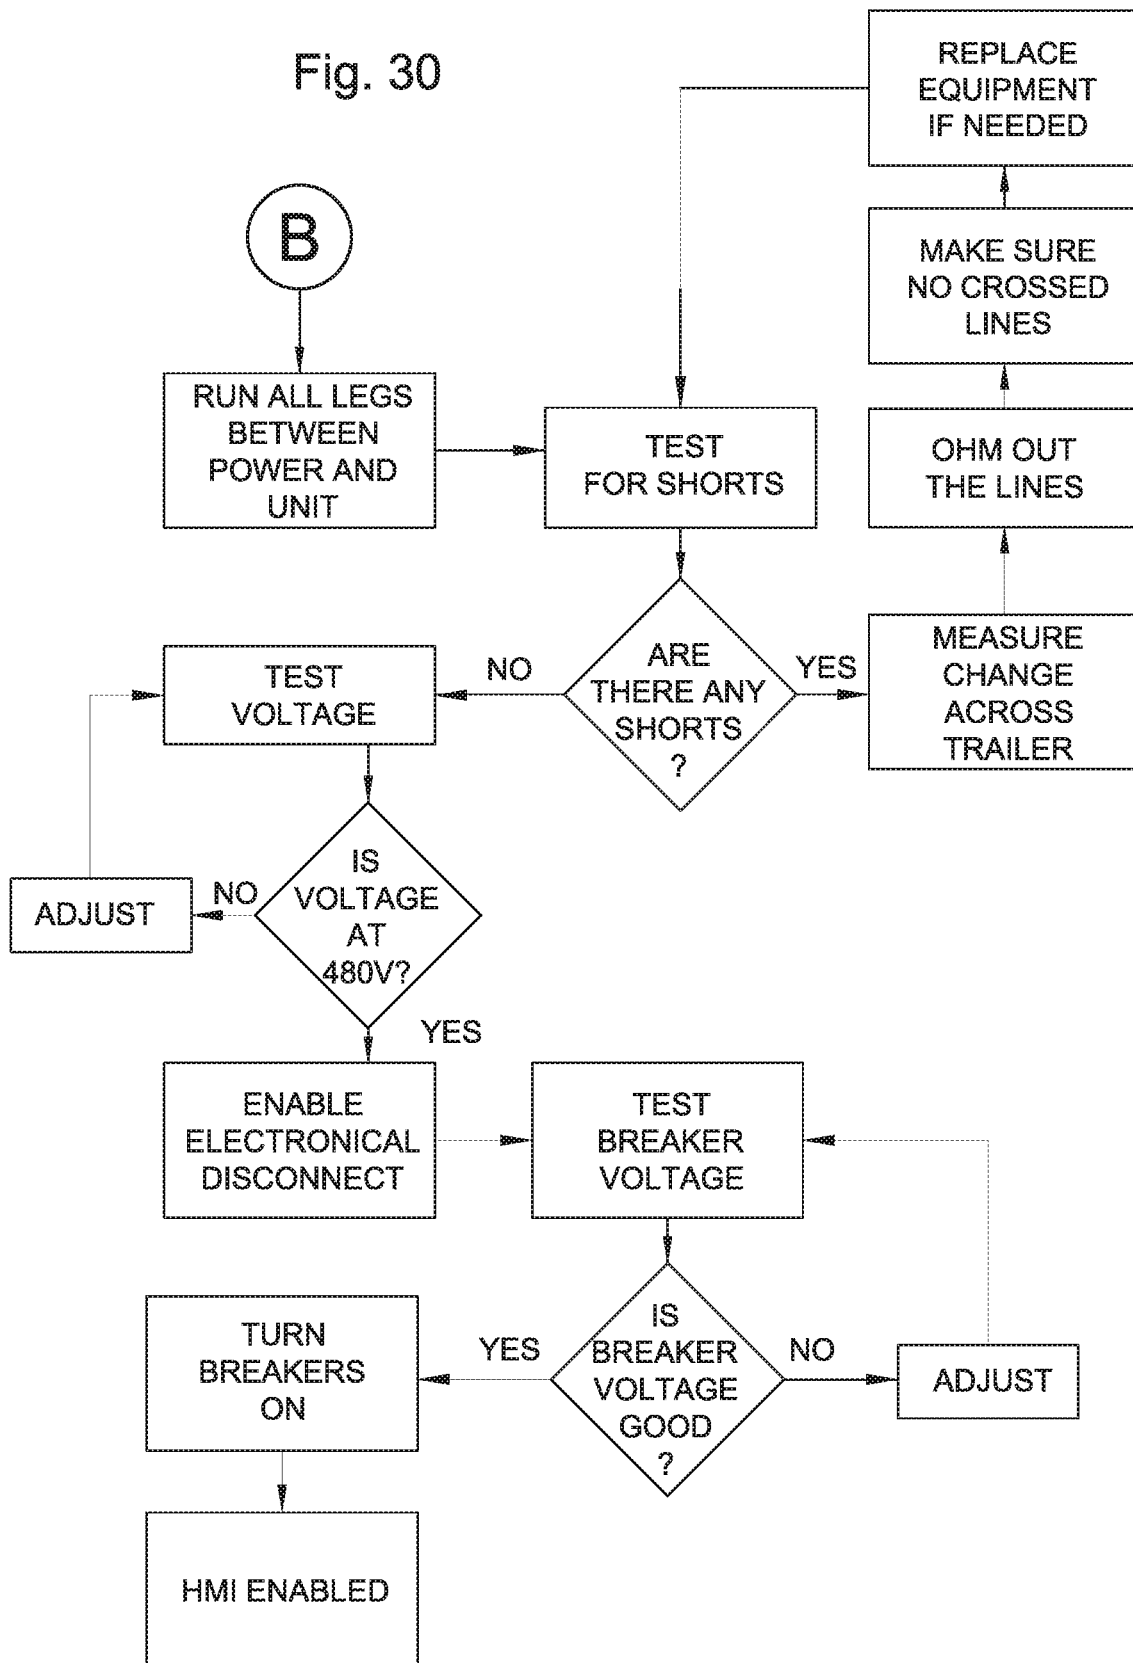 Fig. 30
REPLACE
EQUIPMENT
IF NEEDED
B
MAKE SURE
NO CROSSED
LINES
RUN ALL LEGS
BETWEEN
POWER AND
UNIT
TEST
FOR SHORTS
OHM OUT
THE LINES
TEST
VOLTAGE
NO
ARE
THERE ANY
SHORTS
?
YES
MEASURE
CHANGE
ACROSS
TRAILER
ADJUST
NO
IS
VOLTAGE
AT
480V?
YES
ENABLE
ELECTRONICAL
DISCONNECT
TEST
BREAKER
VOLTAGE
TURN
BREAKERS
ON
YES
IS
BREAKER
VOLTAGE
GOOD
?
NO
ADJUST
HMI ENABLED